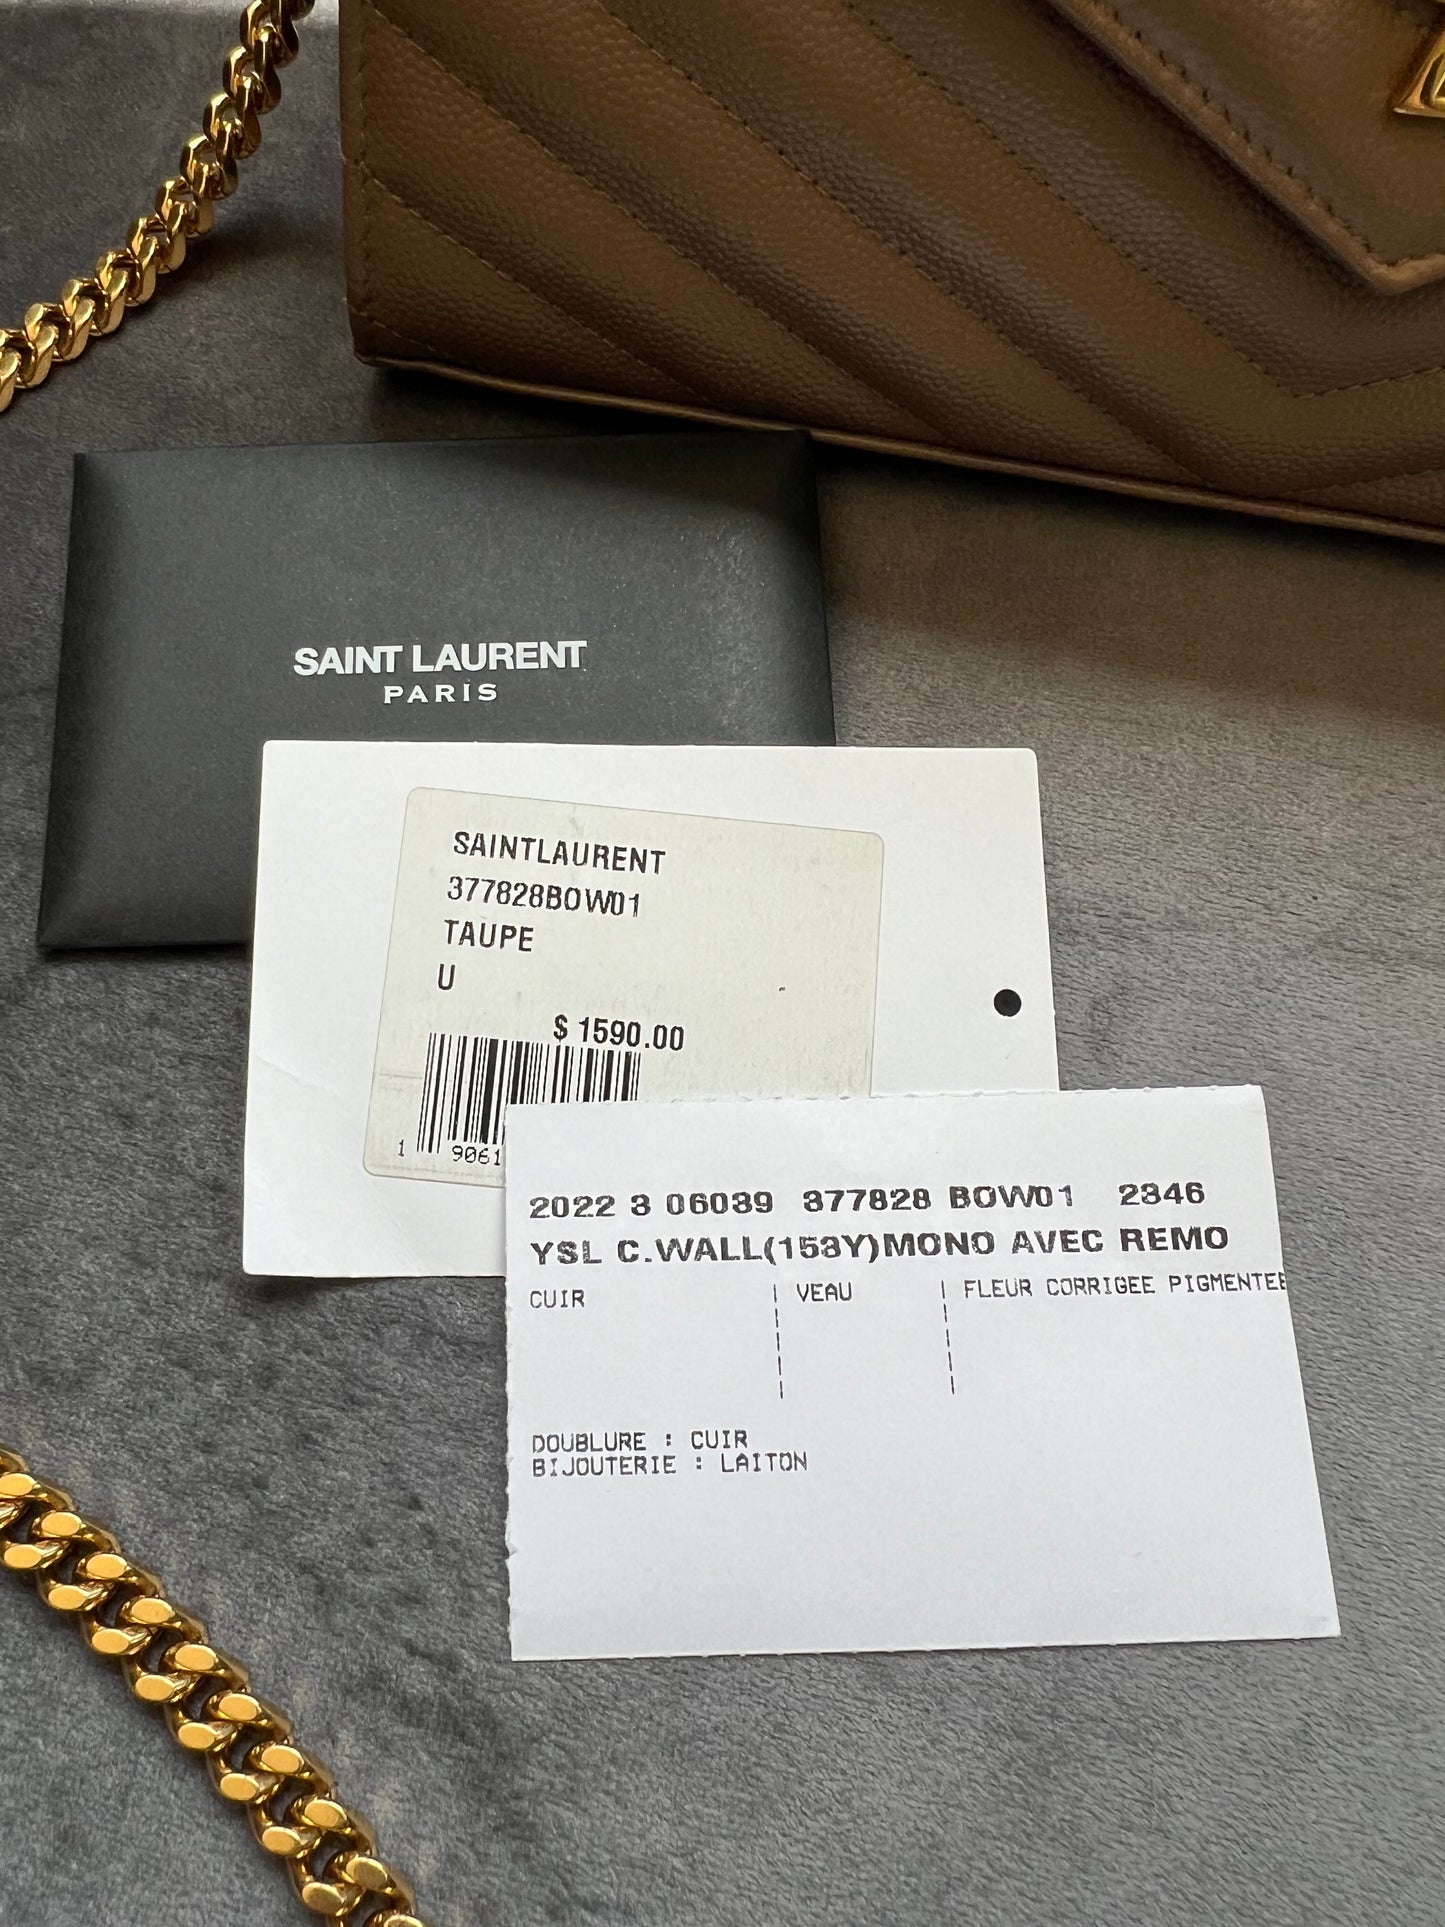 SAINT LAURENT
PARIS
SAINTLAURENT
377828BOW01
TAUPE
U
$ 1590.00
1 9061
2022 3 06039 377828 BOW01 2346
YSL C.WALL(158Y)MONO AVEC REMO
CUIR | VEAU | FLEUR CORRIGEE PIGMENTEE
DOUBLURE : CUIR
BIJOUTERIE : LAITON